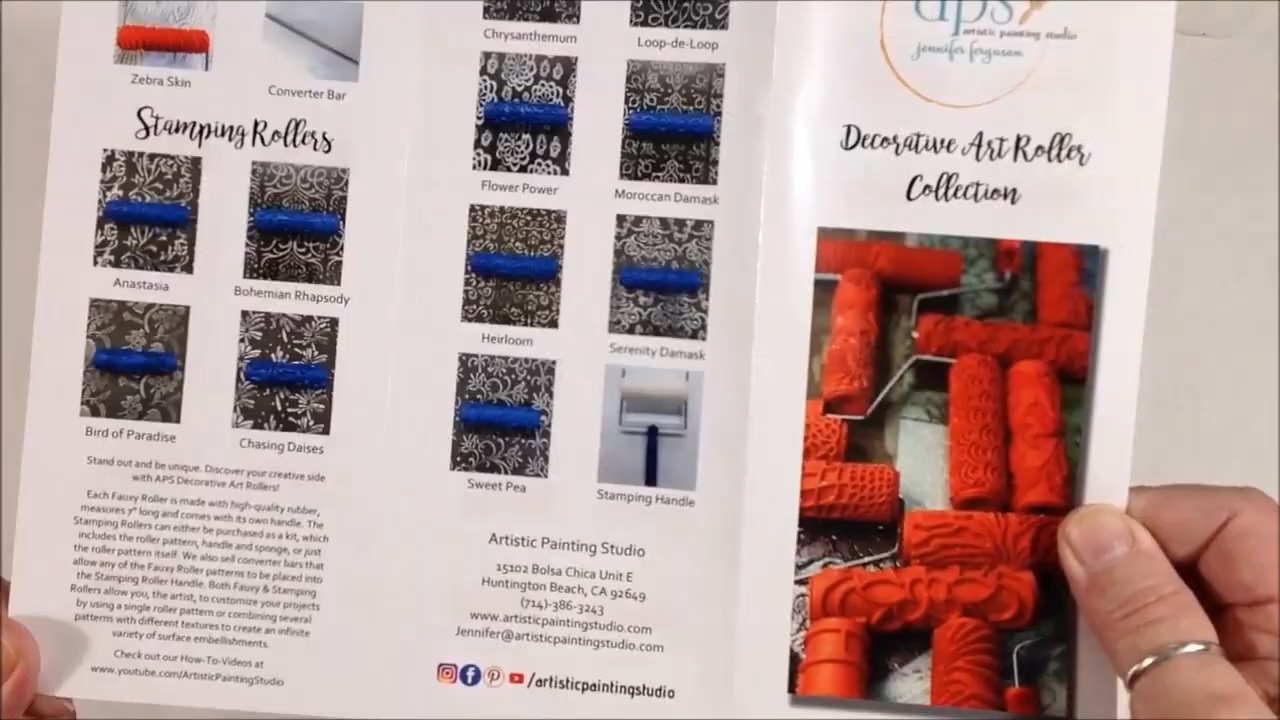 Zebra Skin
Converter Bar
Stamping Rollers
Anastasia
Bohemian Rhapsody
Bird of Paradise
Chasing Daises
Stand out and be unique. Discover your creative side
with APS Decorative Art Rollers!
Each Fauxy Roller is made with high-quality rubber,
measures 7" long and comes with its own handle. The
Stamping Rollers can either be purchased as a kit, which
includes the roller pattern, handle and sponge, or just
the roller pattern itself. We also sell converter bars that
allow any of the Fauxy Roller patterns to be placed into
the Stamping Roller Handle. Both Fauxy & Stamping
Rollers allow you, the artist, to customize your projects
by using a single roller pattern or combining several
patterns with different textures to create an infinite
variety of surface embellishments.
Check out our How-To-Videos at
www.youtube.com/ArtisticPaintingStudio
Chrysanthemum
Loop-de-Loop
Flower Power
Moroccan Damask
Heirloom
Serenity Damask
Sweet Pea
Stamping Handle
Artistic Painting Studio
15102 Bolsa Chica Unit E
Huntington Beach, CA 92649
(714)-386-3243
www.artisticpaintingstudio.com
Jennifer@artisticpaintingstudio.com
/artisticpaintingstudio
aps
artistic painting studio
jennifer ferguson
Decorative Art Roller
Collection